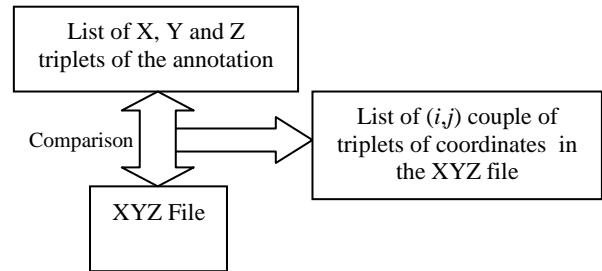 List of X, Y and Z
triplets of the annotation
Comparison
List of (i,j) couple of
triplets of coordinates in
the XYZ file
XYZ File